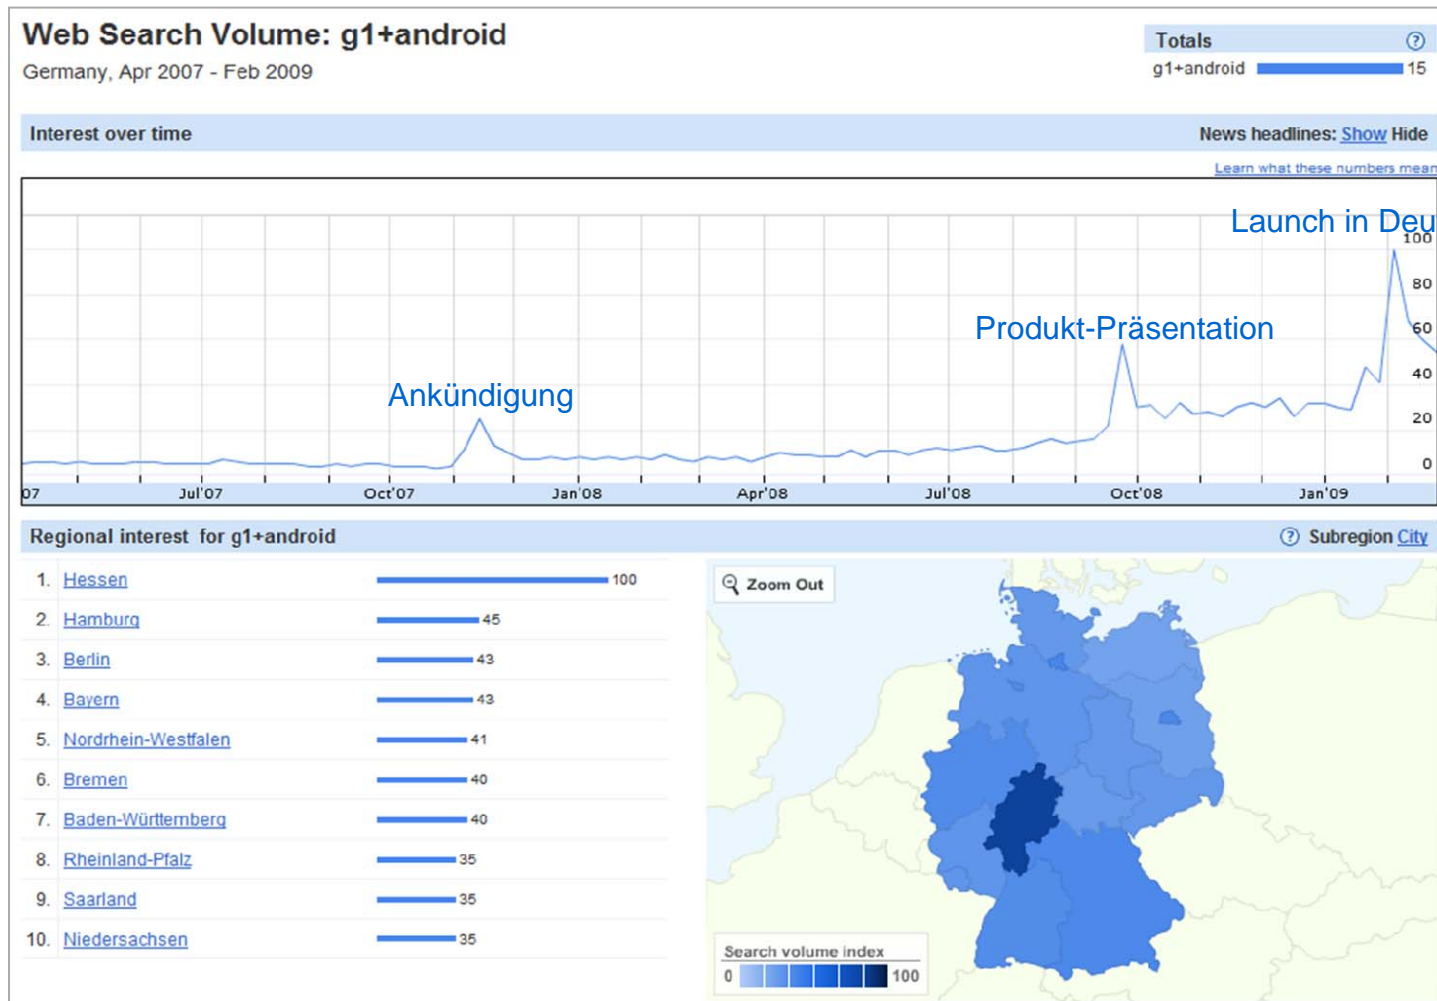 Web Search Volume: g1+android
Germany, Apr 2007 - Feb 2009
Totals
g1+android 15
Interest over time
News headlines: Show Hide
Learn what these numbers mean
Launch in Deu
Produkt-Präsentation
Ankündigung
100
80
60
40
20
0
07 Jul'07 Oct'07 Jan'08 Apr'08 Jul'08 Oct'08 Jan'09
Regional interest for g1+android
? Subregion City
1. Hessen 100
2. Hamburg 45
3. Berlin 43
4. Bayern 43
5. Nordrhein-Westfalen 41
6. Bremen 40
7. Baden-Württemberg 40
8. Rheinland-Pfalz 35
9. Saarland 35
10. Niedersachsen 35
Zoom Out
Search volume index
0 100